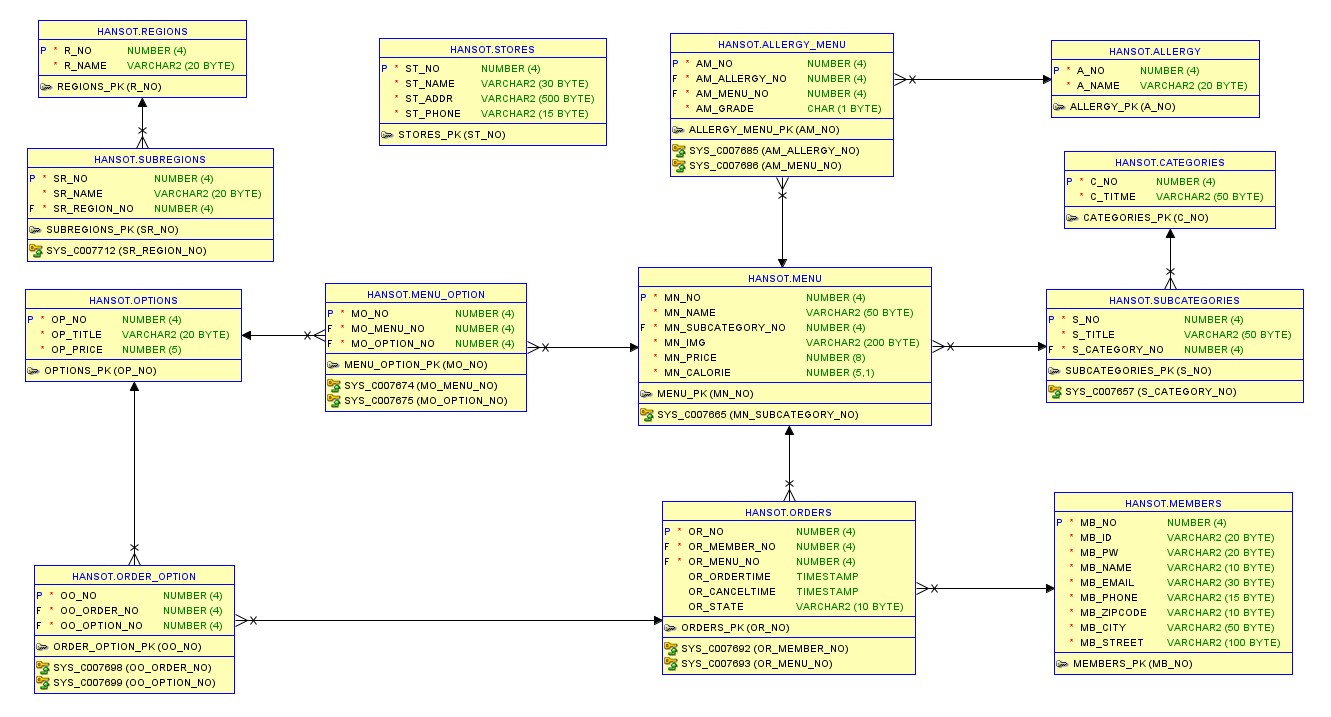 HANSOT.REGIONS
P * R_NO NUMBER (4)
* R_NAME VARCHAR2 (20 BYTE)
REGIONS_PK (R_NO)
HANSOT.STORES
P * ST_NO NUMBER (4)
* ST_NAME VARCHAR2 (30 BYTE)
* ST_ADDR VARCHAR2 (500 BYTE)
* ST_PHONE VARCHAR2 (15 BYTE)
STORES_PK (ST_NO)
HANSOT.ALLERGY_MENU
P * AM_NO NUMBER (4)
F * AM_ALLERGY_NO NUMBER (4)
F * AM_MENU_NO NUMBER (4)
* AM_GRADE CHAR (1 BYTE)
ALLERGY_MENU_PK (AM_NO)
SYS_C007685 (AM_ALLERGY_NO)
SYS_C007686 (AM_MENU_NO)
HANSOT.ALLERGY
P * A_NO NUMBER (4)
* A_NAME VARCHAR2 (20 BYTE)
ALLERGY_PK (A_NO)
HANSOT.SUBREGIONS
P * SR_NO NUMBER (4)
* SR_NAME VARCHAR2 (20 BYTE)
F * SR_REGION_NO NUMBER (4)
SUBREGIONS_PK (SR_NO)
SYS_C007712 (SR_REGION_NO)
HANSOT.CATEGORIES
P * C_NO NUMBER (4)
* C_TITME VARCHAR2 (50 BYTE)
CATEGORIES_PK (C_NO)
HANSOT.OPTIONS
P * OP_NO NUMBER (4)
* OP_TITLE VARCHAR2 (20 BYTE)
* OP_PRICE NUMBER (5)
OPTIONS_PK (OP_NO)
HANSOT.MENU_OPTION
P * MO_NO NUMBER (4)
F * MO_MENU_NO NUMBER (4)
F * MO_OPTION_NO NUMBER (4)
MENU_OPTION_PK (MO_NO)
SYS_C007674 (MO_MENU_NO)
SYS_C007675 (MO_OPTION_NO)
HANSOT.MENU
P * MN_NO NUMBER (4)
* MN_NAME VARCHAR2 (50 BYTE)
F * MN_SUBCATEGORY_NO NUMBER (4)
* MN_IMG VARCHAR2 (200 BYTE)
* MN_PRICE NUMBER (8)
* MN_CALORIE NUMBER (5,1)
MENU_PK (MN_NO)
SYS_C007665 (MN_SUBCATEGORY_NO)
HANSOT.SUBCATEGORIES
P * S_NO NUMBER (4)
* S_TITLE VARCHAR2 (50 BYTE)
F * S_CATEGORY_NO NUMBER (4)
SUBCATEGORIES_PK (S_NO)
SYS_C007657 (S_CATEGORY_NO)
HANSOT.ORDER_OPTION
P * OO_NO NUMBER (4)
F * OO_ORDER_NO NUMBER (4)
F * OO_OPTION_NO NUMBER (4)
ORDER_OPTION_PK (OO_NO)
SYS_C007698 (OO_ORDER_NO)
SYS_C007699 (OO_OPTION_NO)
HANSOT.ORDERS
P * OR_NO NUMBER (4)
F * OR_MEMBER_NO NUMBER (4)
F * OR_MENU_NO NUMBER (4)
OR_ORDERTIME TIMESTAMP
OR_CANCELTIME TIMESTAMP
OR_STATE VARCHAR2 (10 BYTE)
ORDERS_PK (OR_NO)
SYS_C007692 (OR_MEMBER_NO)
SYS_C007693 (OR_MENU_NO)
HANSOT.MEMBERS
P * MB_NO NUMBER (4)
* MB_ID VARCHAR2 (20 BYTE)
* MB_PW VARCHAR2 (20 BYTE)
* MB_NAME VARCHAR2 (10 BYTE)
* MB_EMAIL VARCHAR2 (30 BYTE)
* MB_PHONE VARCHAR2 (15 BYTE)
* MB_ZIPCODE VARCHAR2 (10 BYTE)
* MB_CITY VARCHAR2 (50 BYTE)
* MB_STREET VARCHAR2 (100 BYTE)
MEMBERS_PK (MB_NO)